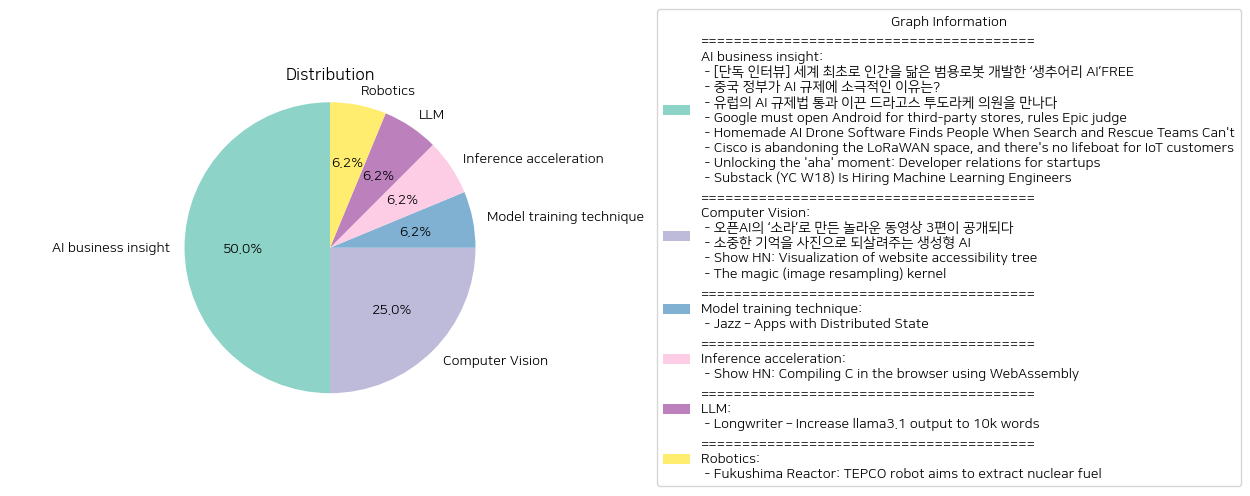 Distribution
Robotics
LLM
Inference acceleration
Model training technique
AI business insight
Computer Vision
6.2%
6.2%
6.2%
6.2%
50.0%
25.0%
Graph Information
========================================
AI business insight:
- [단독 인터뷰] 세계 최초로 인간을 닮은 범용로봇 개발한 ‘생추어리 AI’FREE
- 중국 정부가 AI 규제에 소극적인 이유는?
- 유럽의 AI 규제법 통과 이끈 드라고스 투도라케 의원을 만나다
- Google must open Android for third-party stores, rules Epic judge
- Homemade AI Drone Software Finds People When Search and Rescue Teams Can't
- Cisco is abandoning the LoRaWAN space, and there's no lifeboat for IoT customers
- Unlocking the 'aha' moment: Developer relations for startups
- Substack (YC W18) Is Hiring Machine Learning Engineers
========================================
Computer Vision:
- 오픈AI의 ‘소라’로 만든 놀라운 동영상 3편이 공개되다
- 소중한 기억을 사진으로 되살려주는 생성형 AI
- Show HN: Visualization of website accessibility tree
- The magic (image resampling) kernel
========================================
Model training technique:
- Jazz – Apps with Distributed State
========================================
Inference acceleration:
- Show HN: Compiling C in the browser using WebAssembly
========================================
LLM:
- Longwriter – Increase llama3.1 output to 10k words
========================================
Robotics:
- Fukushima Reactor: TEPCO robot aims to extract nuclear fuel